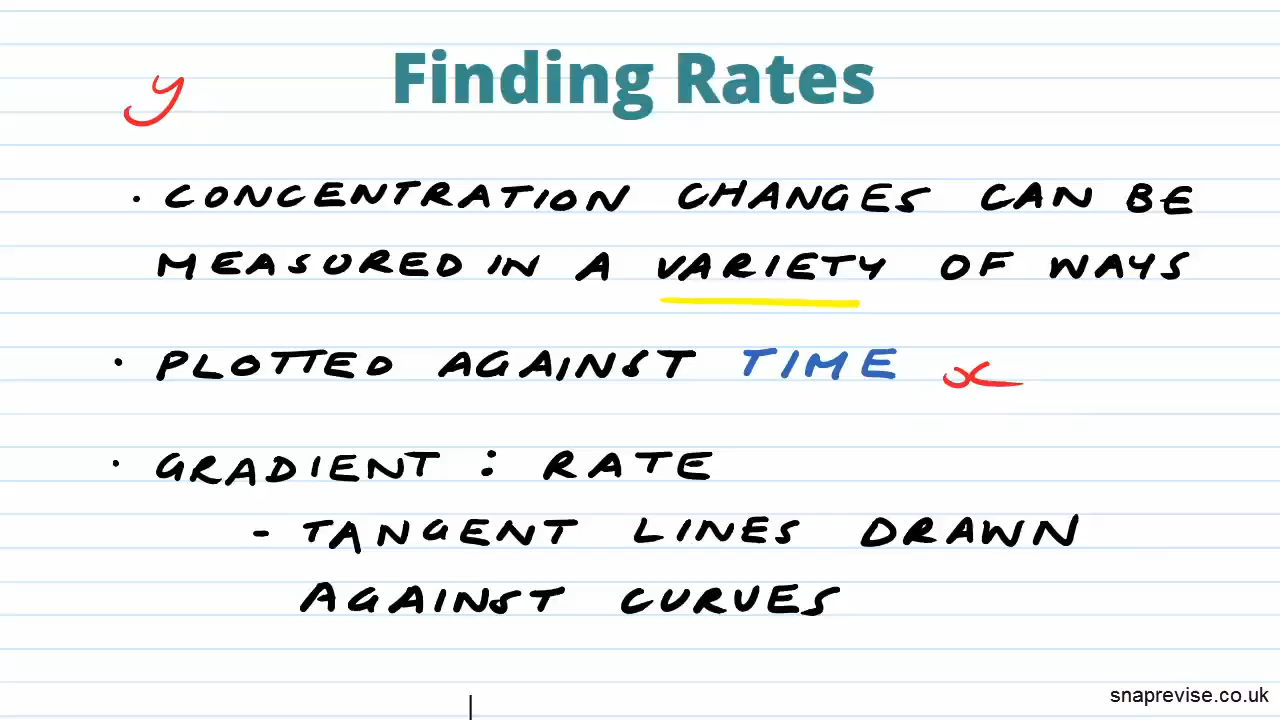 Finding Rates
y
• CONCENTRATION CHANGES CAN BE
MEASURED IN A VARIETY OF WAYS
• PLOTTED AGAINST TIME x
• GRADIENT : RATE
- TANGENT LINES DRAWN
AGAINST CURVES
snaprevise.co.uk